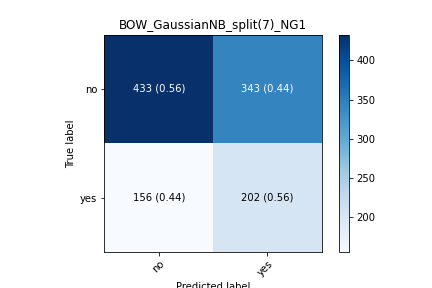 BOW_GaussianNB_split(7)_NG1
no
433 (0.56)
343 (0.44)
yes
156 (0.44)
202 (0.56)
True label
no
yes
Predicted label
400
350
300
250
200